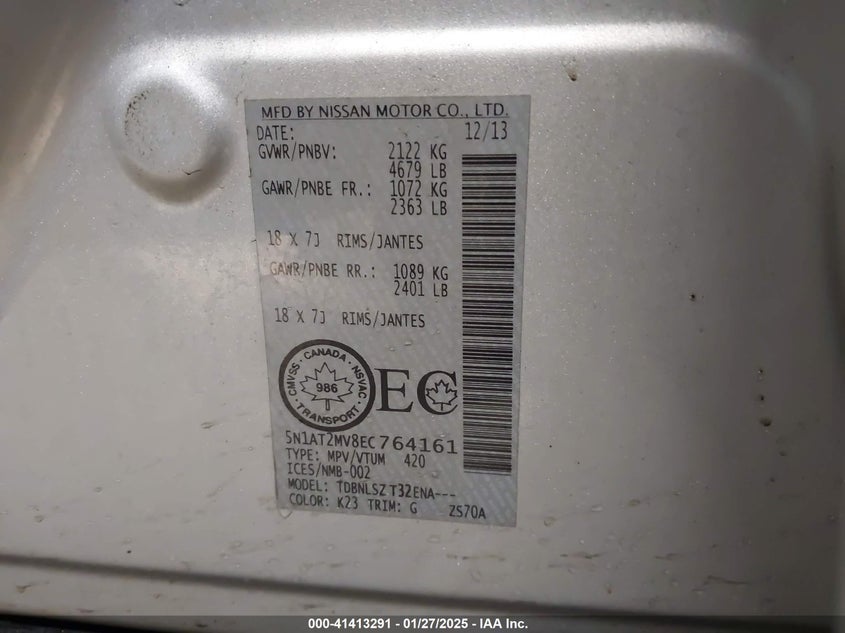 MFD BY NISSAN MOTOR CO., LTD.
DATE: 12/13
GVWR/PNBV: 2122 KG
4679 LB
GAWR/PNBE FR.: 1072 KG
2363 LB
18 X 7J RIMS/JANTES
GAWR/PNBE RR.: 1089 KG
2401 LB
18 X 7J RIMS/JANTES
CANADA
CMVSS NSVAC
986
TRANSPORT
EC
5N1AT2MV8EC764161
TYPE: MPV/VTUM 420
ICES/NMB-002
MODEL: TDBNLSZ T32ENA---
COLOR: K23 TRIM: G ZS70A
000-41413291 - 01/27/2025 - IAA Inc.